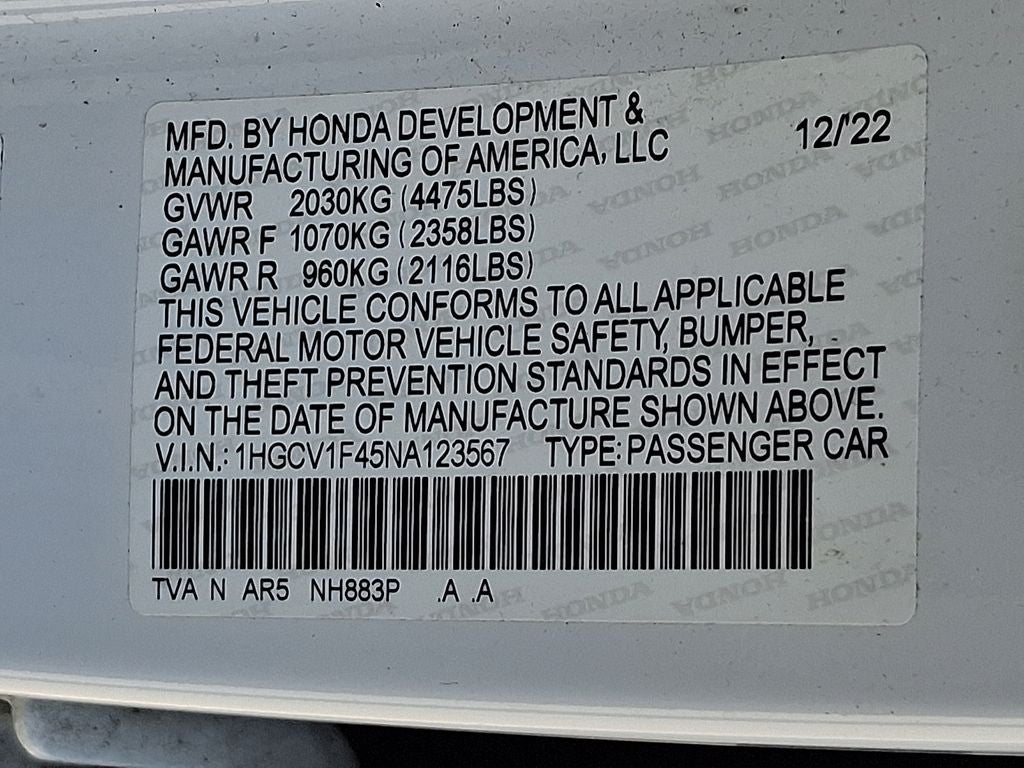 MFD. BY HONDA DEVELOPMENT &
MANUFACTURING OF AMERICA, LLC 12/22
GVWR 2030KG (4475LBS)
GAWR F 1070KG (2358LBS)
GAWR R 960KG (2116LBS)
THIS VEHICLE CONFORMS TO ALL APPLICABLE
FEDERAL MOTOR VEHICLE SAFETY, BUMPER,
AND THEFT PREVENTION STANDARDS IN EFFECT
ON THE DATE OF MANUFACTURE SHOWN ABOVE.
V.I.N.: 1HGCV1F45NA123567 TYPE: PASSENGER CAR
TVA N AR5 NH883P .A .A